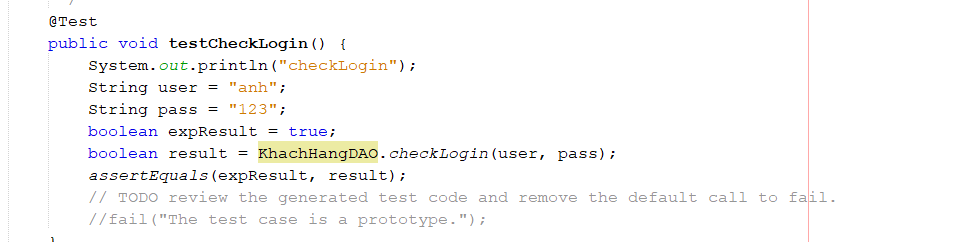 @Test
public void testCheckLogin() {
System.out.println("checkLogin");
String user = "anh";
String pass = "123";
boolean expResult = true;
boolean result = KhachHangDAO.checkLogin(user, pass);
assertEquals(expResult, result);
// TODO review the generated test code and remove the default call to fail.
//fail("The test case is a prototype.");
}